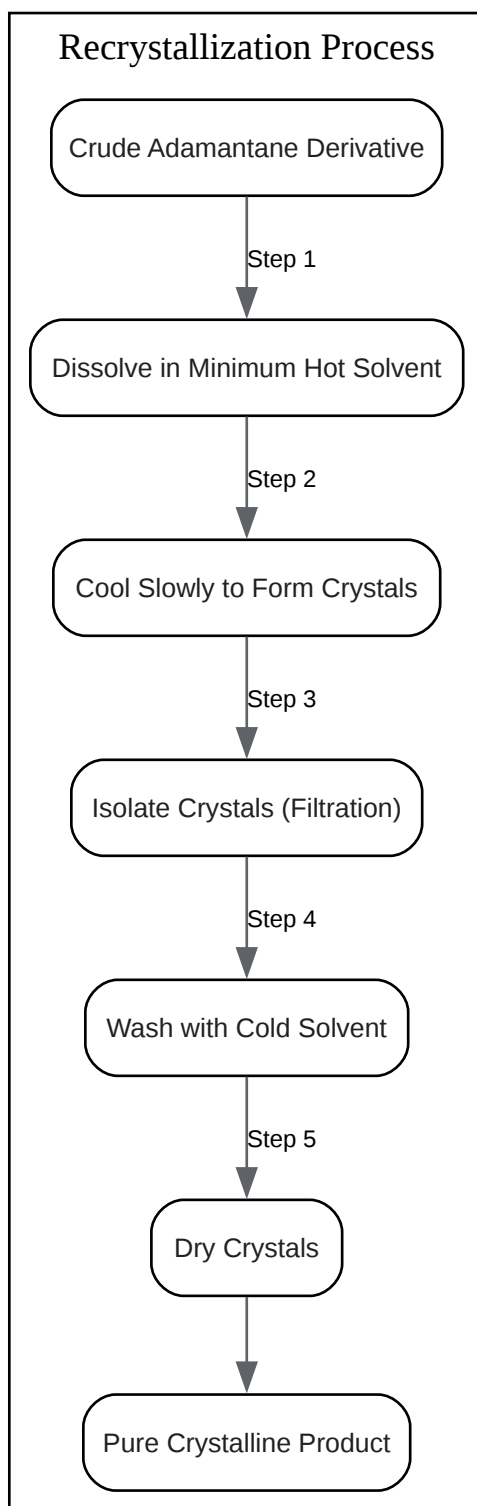 Recrystallization Process
Crude Adamantane Derivative
Step 1
Dissolve in Minimum Hot Solvent
Step 2
Cool Slowly to Form Crystals
Step 3
Isolate Crystals (Filtration)
Step 4
Wash with Cold Solvent
Step 5
Dry Crystals
Pure Crystalline Product